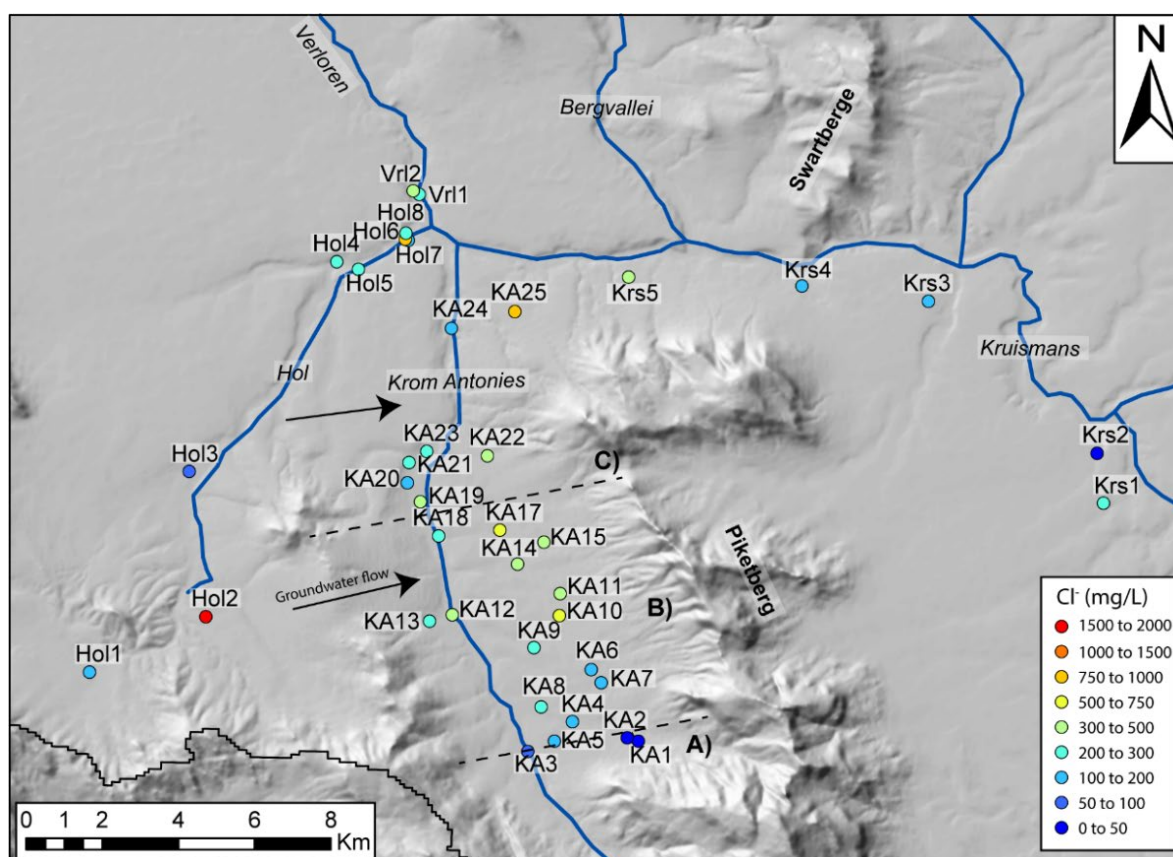 N
Verloren
Bergvallei
Swartberge
Vrl2
Vrl1
Hol8
Hol6
Hol4
Hol7
Hol5
Krs4
Krs3
Krs5
KA25
KA24
Kruismans
Hol
Krom Antonies
KA23
KA22
Krs2
Hol3
KA21
C)
KA20
Krs1
KA19
KA17
KA18
KA15
KA14
Piketberg
Groundwater flow
KA11
Cl- (mg/L)
Hol2
KA12
KA10
B)
1500 to 2000
KA13
1000 to 1500
KA9
Hol1
KA6
750 to 1000
KA7
500 to 750
KA8
KA4
300 to 500
KA2
200 to 300
KA5
KA1
A)
KA3
100 to 200
50 to 100
0 to 50
0 1 2 4 6 8
Km